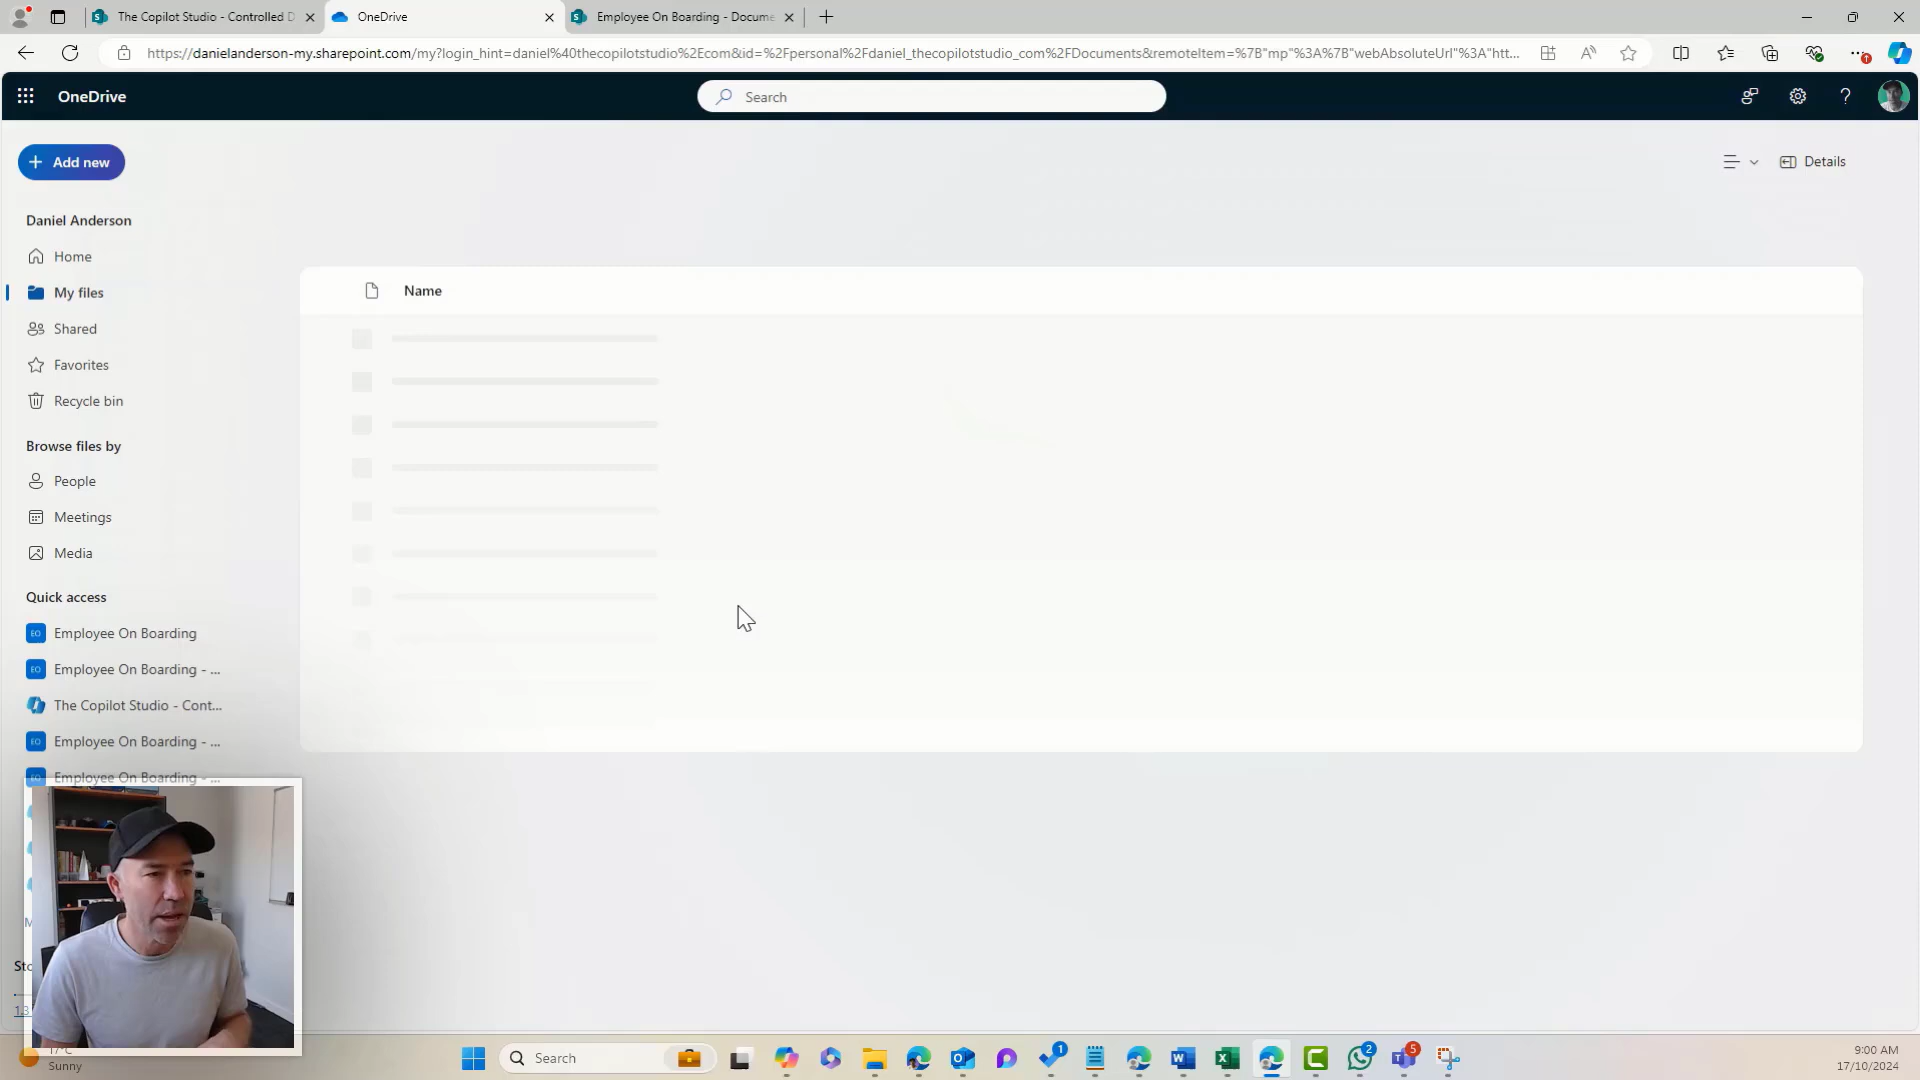 The Copilot Studio - Controlled D
OneDrive
Employee On Boarding - Docume
https://danielanderson-my.sharepoint.com/my?login_hint=daniel%40thecopilotstudio%2Ecom&id=%2Fpersonal%2Fdaniel_thecopilotstudio_com%2FDocuments&remoteItem=%7B"mp"%3A%7B"webAbsoluteUrl"%3A"htt...
OneDrive
Search
Add new
Details
Daniel Anderson
Home
My files
Shared
Favorites
Recycle bin
Name
Browse files by
People
Meetings
Media
Quick access
Employee On Boarding
Employee On Boarding - ...
The Copilot Studio - Cont...
Employee On Boarding - ...
Employee On Boarding - ...
17°C
Sunny
Search
1
2
5
9:00 AM
17/10/2024